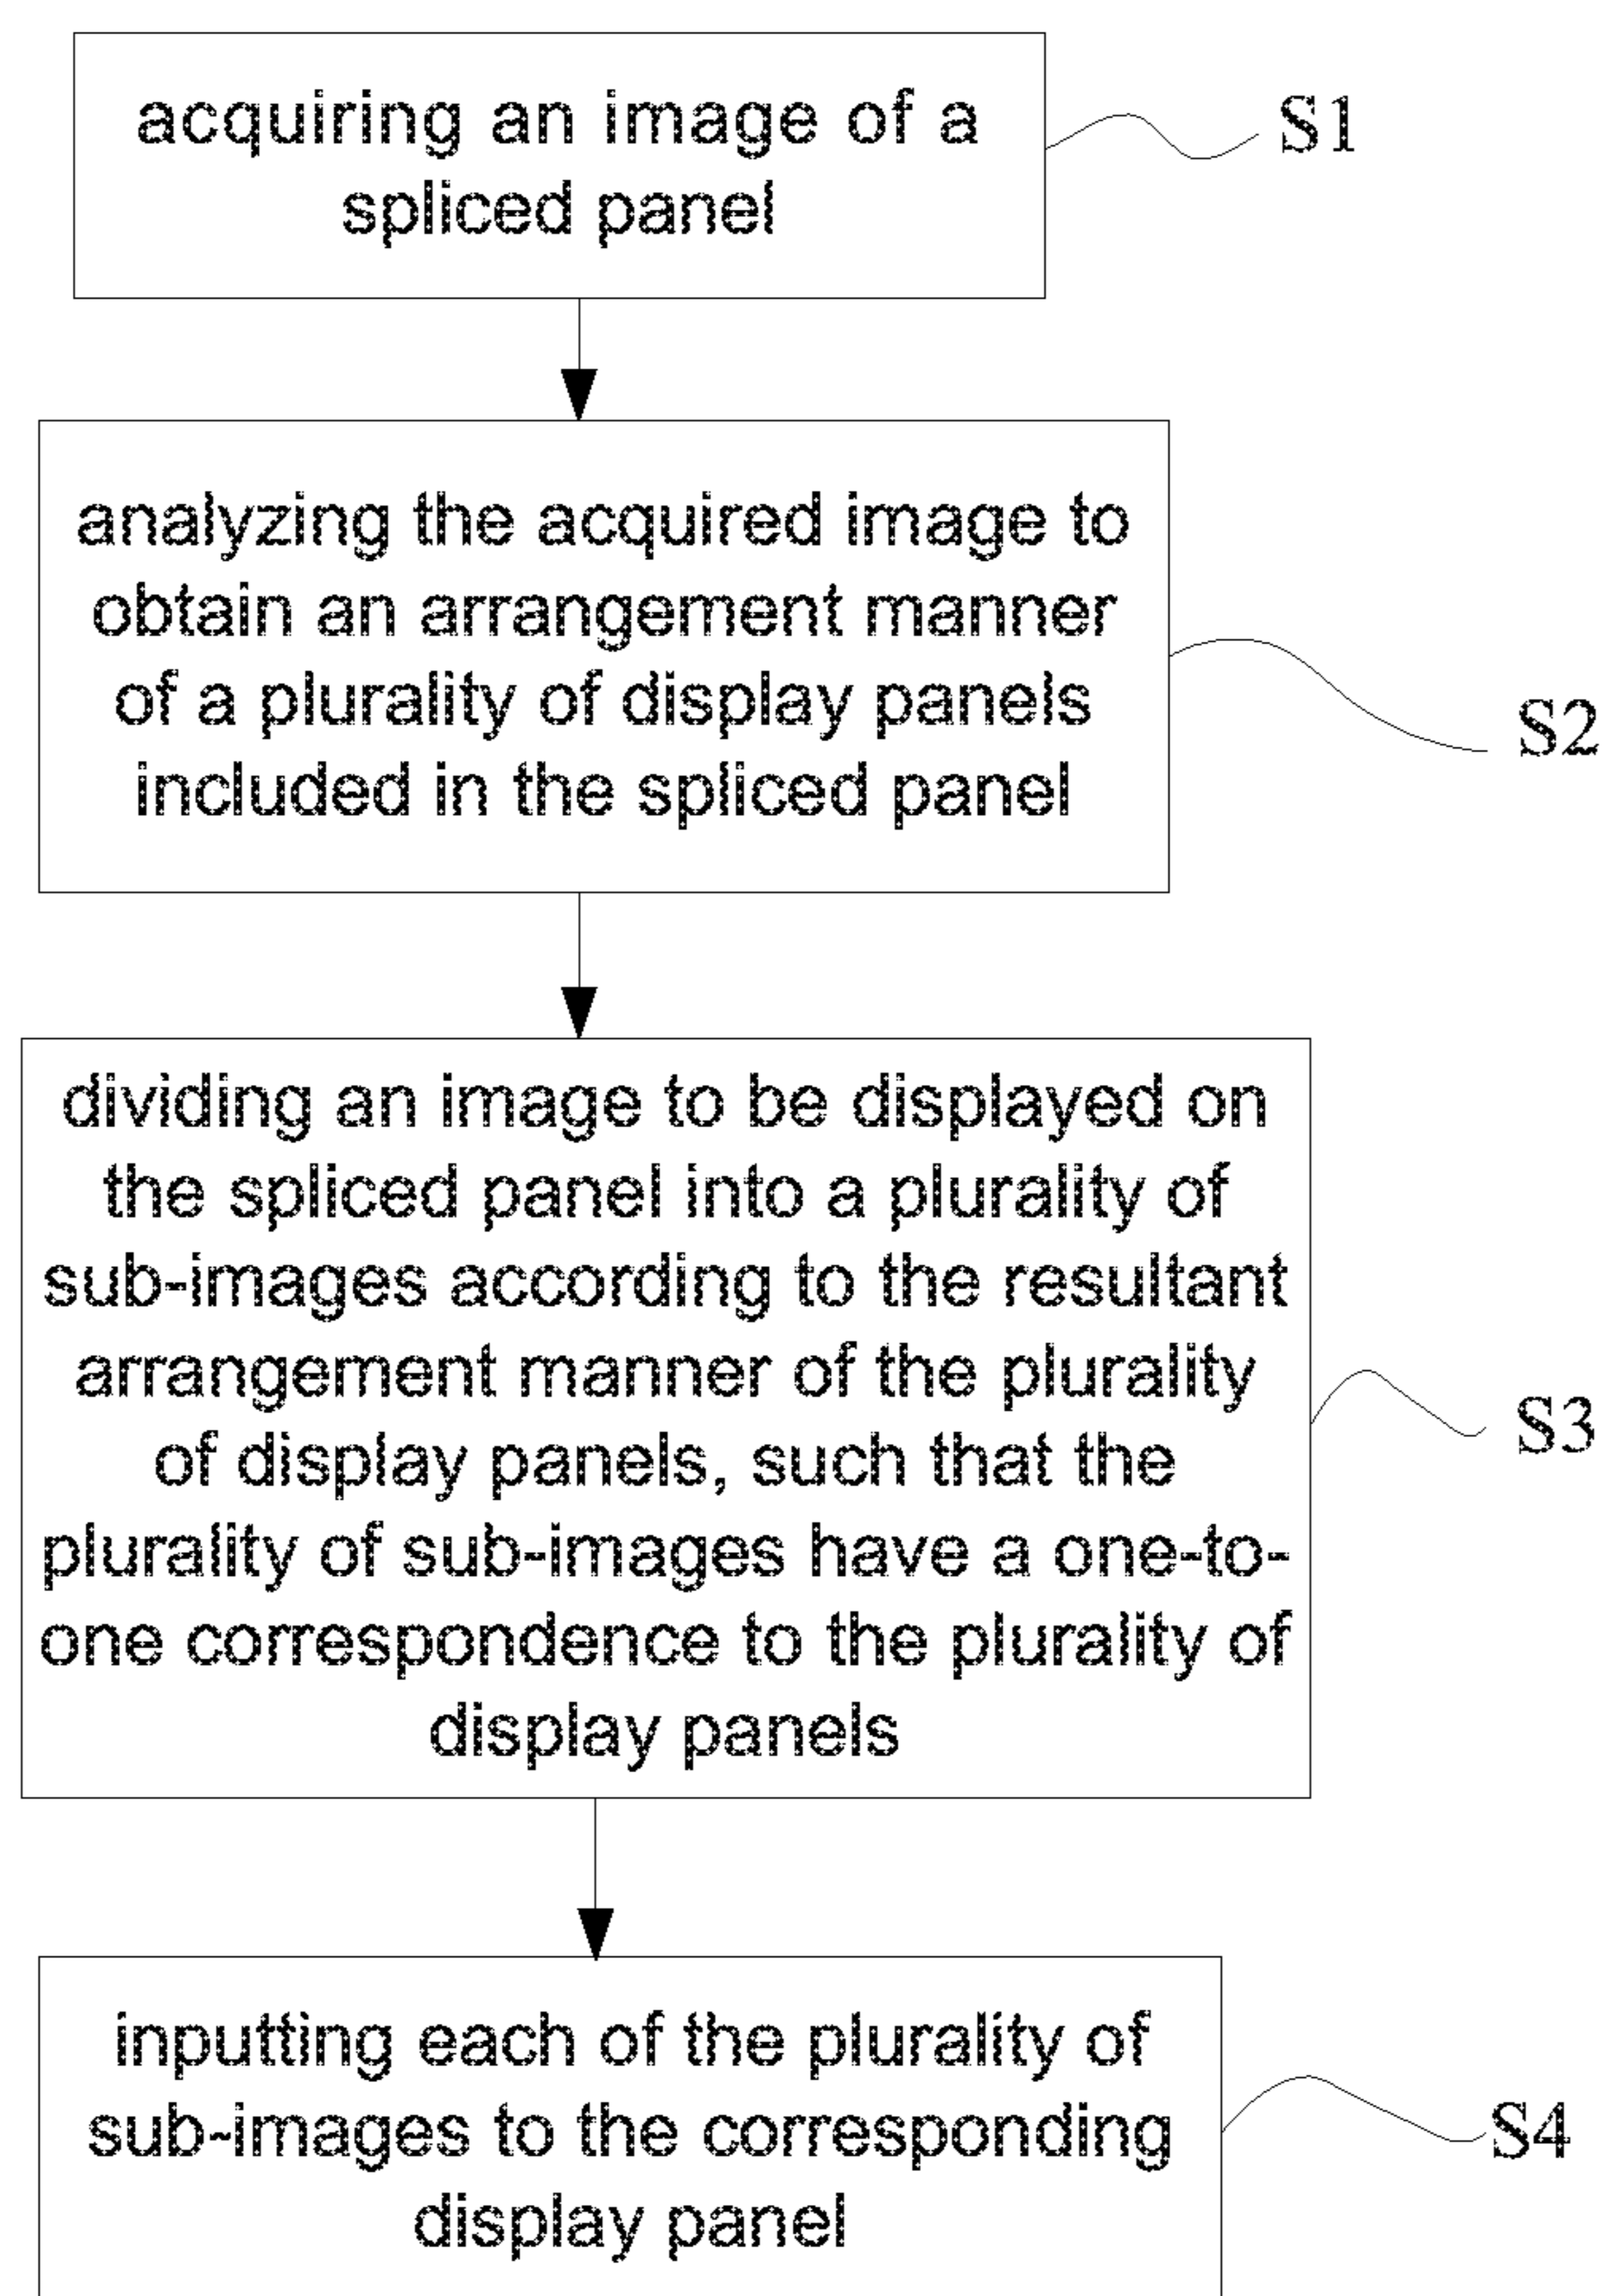 acquiring an image of a
spliced panel
S1
analyzing the acquired image to
obtain an arrangement manner
of a plurality of display panels
included in the spliced panel
S2
dividing an image to be displayed on
the spliced panel into a plurality of
sub-images according to the resultant
arrangement manner of the plurality
of display panels, such that the
plurality of sub-images have a one-to-
one correspondence to the plurality of
display panels
S3
inputting each of the plurality of
sub-images to the corresponding
display panel
S4